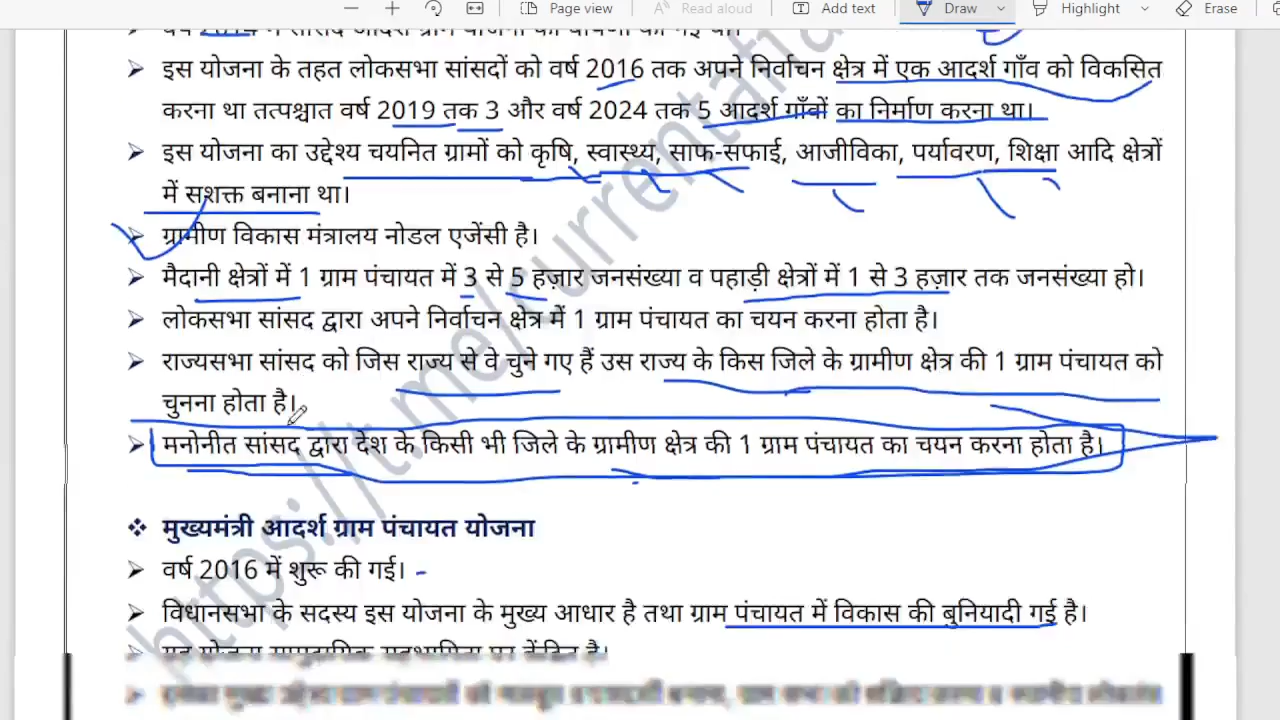 Page view
Read aloud
Add text
Draw
Highlight
Erase
इस योजना के तहत लोकसभा सांसदों को वर्ष 2016 तक अपने निर्वाचन क्षेत्र में एक आदर्श गाँव को विकसित
करना था तत्पश्चात वर्ष 2019 तक 3 और वर्ष 2024 तक 5 आदर्श गाँवों का निर्माण करना था।
इस योजना का उद्देश्य चयनित ग्रामों को कृषि, स्वास्थ्य, साफ-सफाई, आजीविका, पर्यावरण, शिक्षा आदि क्षेत्रों
में सशक्त बनाना था।
ग्रामीण विकास मंत्रालय नोडल एजेंसी है।
मैदानी क्षेत्रों में 1 ग्राम पंचायत में 3 से 5 हज़ार जनसंख्या व पहाड़ी क्षेत्रों में 1 से 3 हज़ार तक जनसंख्या हो।
लोकसभा सांसद द्वारा अपने निर्वाचन क्षेत्र में 1 ग्राम पंचायत का चयन करना होता है।
राज्यसभा सांसद को जिस राज्य से वे चुने गए हैं उस राज्य के किस जिले के ग्रामीण क्षेत्र की 1 ग्राम पंचायत को
चुनना होता है।
मनोनीत सांसद द्वारा देश के किसी भी जिले के ग्रामीण क्षेत्र की 1 ग्राम पंचायत का चयन करना होता है।
मुख्यमंत्री आदर्श ग्राम पंचायत योजना
वर्ष 2016 में शुरू की गई।
विधानसभा के सदस्य इस योजना के मुख्य आधार है तथा ग्राम पंचायत में विकास की बुनियादी गई है।
https://t.me/currentaffa